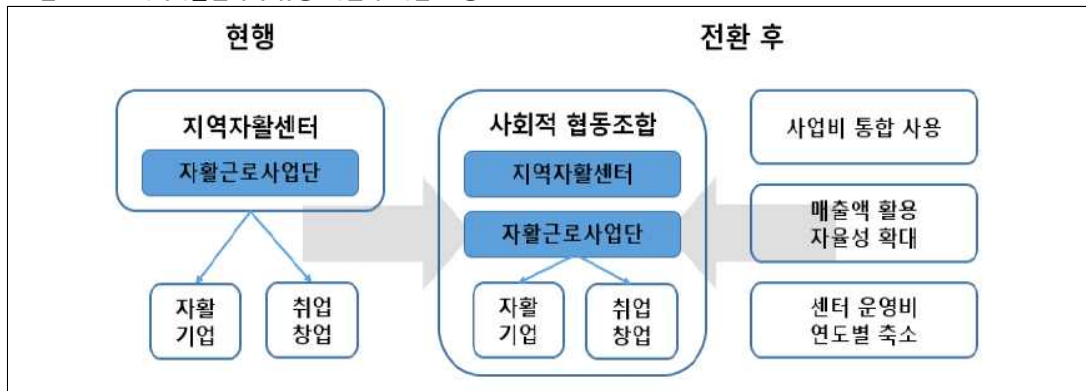 현행
전환 후
지역자활센터
자활근로사업단
자활
기업
취업
창업
사회적 협동조합
지역자활센터
자활근로사업단
자활
기업
취업
창업
사업비 통합 사용
매출액 활용
자율성 확대
센터 운영비
연도별 축소